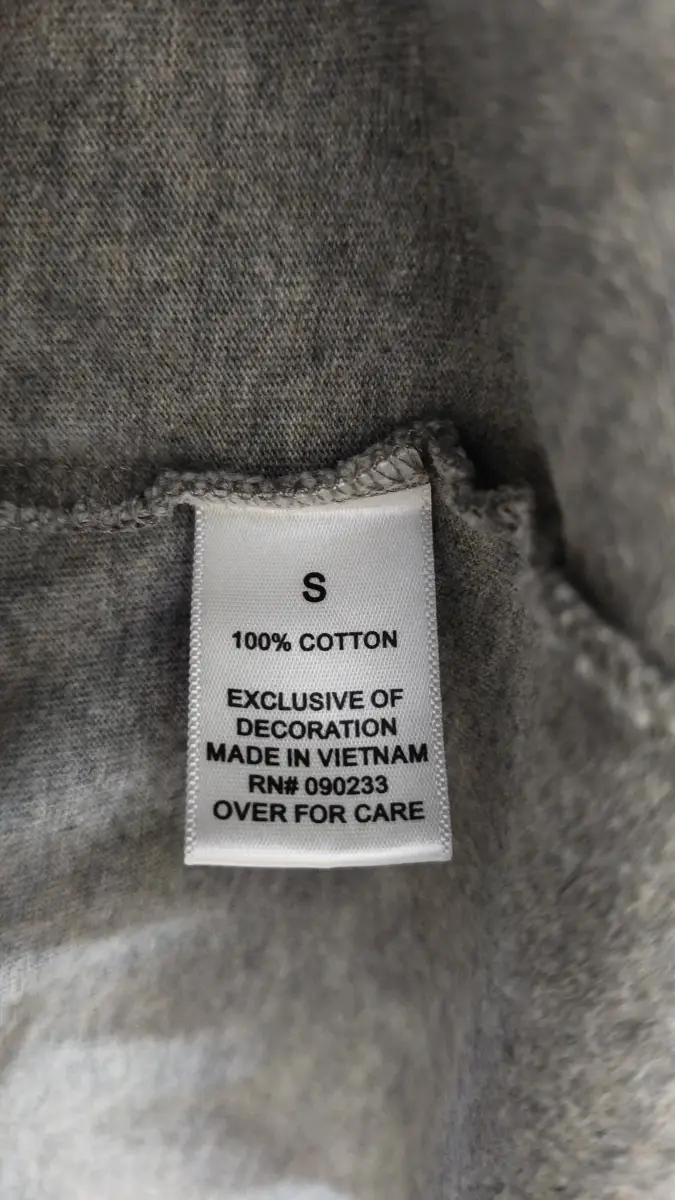 S
100% COTTON
EXCLUSIVE OF
DECORATION
MADE IN VIETNAM
RN# 090233
OVER FOR CARE